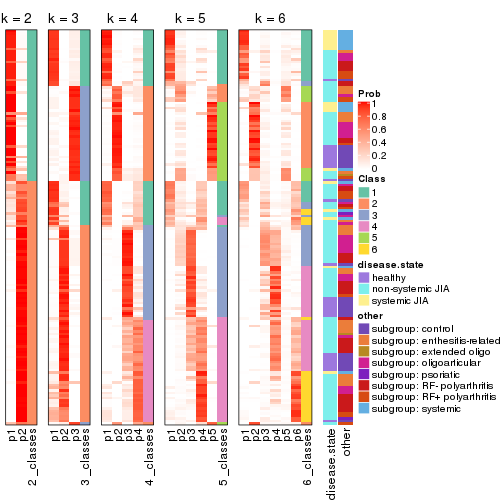 k = 2 k = 3 k = 4 k = 5 k = 6
Prob
1
0.8
0.6
0.4
0.2
0
Class
1
2
3
4
5
6
disease.state
healthy
non-systemic JIA
systemic JIA
other
subgroup: control
subgroup: enthesitis-related
subgroup: extended oligo
subgroup: oligoarticular
subgroup: psoriatic
subgroup: RF- polyarthritis
subgroup: RF+ polyarthritis
subgroup: systemic
p1 p2 2_classes p1 p2 p3 3_classes p1 p2 p3 p4 4_classes p1 p2 p3 p4 p5 5_classes p1 p2 p3 p4 p5 p6 6_classes disease.state other